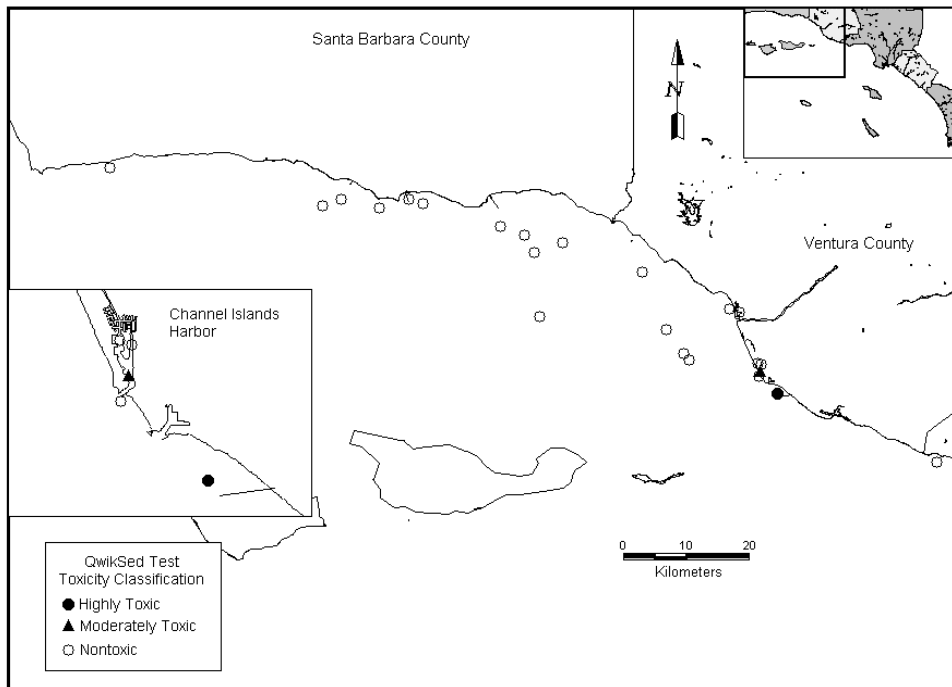 Santa Barbara County
N
Ventura County
Channel Islands
Harbor
0 10 20
Kilometers
QwikSed Test
Toxicity Classification
Highly Toxic
Moderately Toxic
Nontoxic